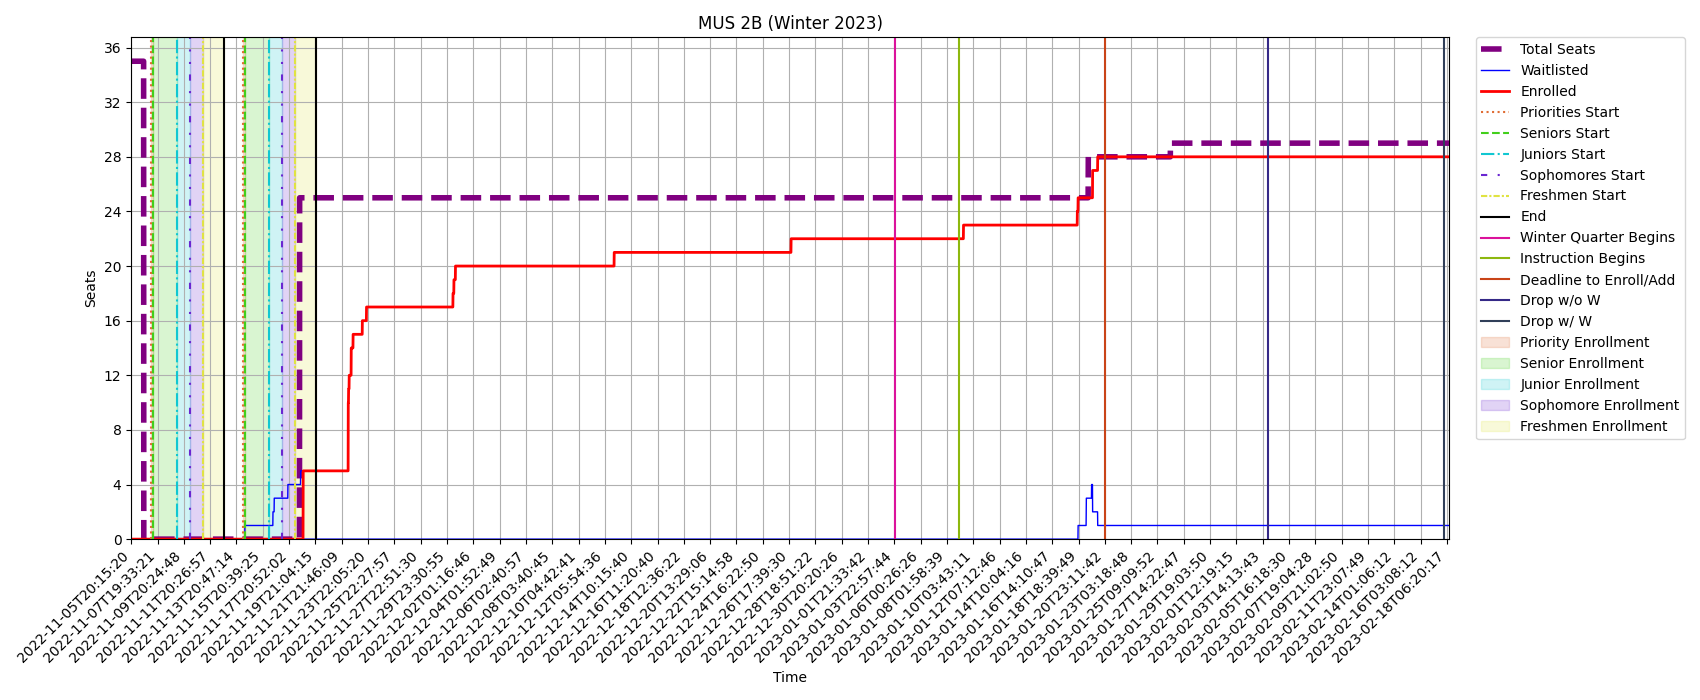 MUS 2B (Winter 2023)
Seats
36
32
28
24
20
16
12
8
4
0
2022-11-05T20:15:20
2022-11-07T19:33:21
2022-11-09T20:24:48
2022-11-11T20:26:57
2022-11-13T20:47:14
2022-11-15T20:39:25
2022-11-17T20:52:02
2022-11-19T21:04:15
2022-11-21T21:46:09
2022-11-23T22:05:20
2022-11-25T22:27:57
2022-11-27T22:51:30
2022-11-29T23:30:55
2022-12-02T01:16:46
2022-12-04T01:52:49
2022-12-06T02:40:57
2022-12-08T03:40:45
2022-12-10T04:42:41
2022-12-12T05:54:36
2022-12-14T10:15:40
2022-12-16T11:20:40
2022-12-18T12:36:22
2022-12-20T13:29:06
2022-12-22T15:14:58
2022-12-24T16:22:50
2022-12-26T17:39:30
2022-12-28T18:51:22
2022-12-30T20:20:26
2023-01-01T21:33:42
2023-01-03T22:57:44
2023-01-06T00:26:26
2023-01-08T01:58:39
2023-01-10T03:43:11
2023-01-12T07:12:46
2023-01-14T10:04:16
2023-01-16T14:10:47
2023-01-18T18:39:49
2023-01-20T23:11:42
2023-01-23T03:18:48
2023-01-25T09:09:52
2023-01-27T14:22:47
2023-01-29T19:03:50
2023-02-01T12:19:15
2023-02-03T14:13:43
2023-02-05T16:18:30
2023-02-07T19:04:28
2023-02-09T21:02:50
2023-02-11T23:07:49
2023-02-14T01:06:12
2023-02-16T03:08:12
2023-02-18T06:20:17
Time
Total Seats
Waitlisted
Enrolled
Priorities Start
Seniors Start
Juniors Start
Sophomores Start
Freshmen Start
End
Winter Quarter Begins
Instruction Begins
Deadline to Enroll/Add
Drop w/o W
Drop w/ W
Priority Enrollment
Senior Enrollment
Junior Enrollment
Sophomore Enrollment
Freshmen Enrollment